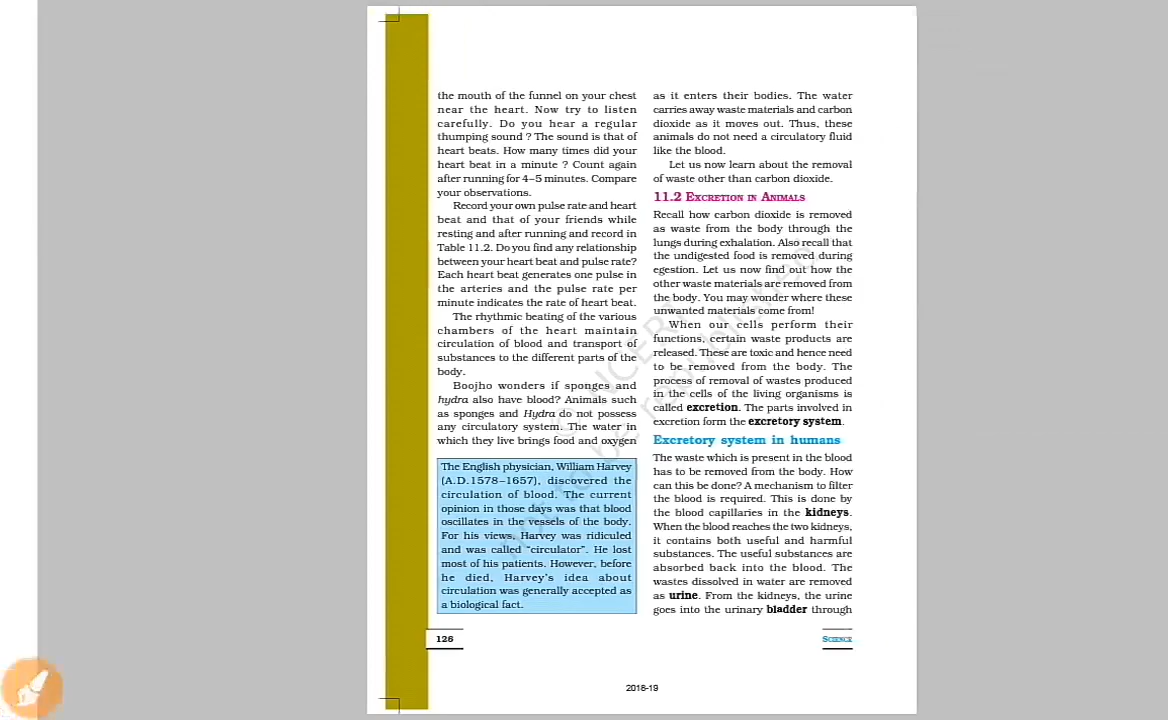 the mouth of the funnel on your chest
near the heart. Now try to listen
carefully. Do you hear a regular
thumping sound ? The sound is that of
heart beats. How many times did your
heart beat in a minute ? Count again
after running for 4–5 minutes. Compare
your observations.
Record your own pulse rate and heart
beat and that of your friends while
resting and after running and record in
Table 11.2. Do you find any relationship
between your heart beat and pulse rate?
Each heart beat generates one pulse in
the arteries and the pulse rate per
minute indicates the rate of heart beat.
The rhythmic beating of the various
chambers of the heart maintain
circulation of blood and transport of
substances to the different parts of the
body.
Boojho wonders if sponges and
hydra also have blood? Animals such
as sponges and Hydra do not possess
any circulatory system. The water in
which they live brings food and oxygen
The English physician, William Harvey
(A.D.1578–1657), discovered the
circulation of blood. The current
opinion in those days was that blood
oscillates in the vessels of the body.
For his views, Harvey was ridiculed
and was called “circulator”. He lost
most of his patients. However, before
he died, Harvey’s idea about
circulation was generally accepted as
a biological fact.
as it enters their bodies. The water
carries away waste materials and carbon
dioxide as it moves out. Thus, these
animals do not need a circulatory fluid
like the blood.
Let us now learn about the removal
of waste other than carbon dioxide.
11.2 EXCRETION IN ANIMALS
Recall how carbon dioxide is removed
as waste from the body through the
lungs during exhalation. Also recall that
the undigested food is removed during
egestion. Let us now find out how the
other waste materials are removed from
the body. You may wonder where these
unwanted materials come from!
When our cells perform their
functions, certain waste products are
released. These are toxic and hence need
to be removed from the body. The
process of removal of wastes produced
in the cells of the living organisms is
called excretion. The parts involved in
excretion form the excretory system.
Excretory system in humans
The waste which is present in the blood
has to be removed from the body. How
can this be done? A mechanism to filter
the blood is required. This is done by
the blood capillaries in the kidneys.
When the blood reaches the two kidneys,
it contains both useful and harmful
substances. The useful substances are
absorbed back into the blood. The
wastes dissolved in water are removed
as urine. From the kidneys, the urine
goes into the urinary bladder through
© NCERT
not to be republished
126
SCIENCE
2018-19